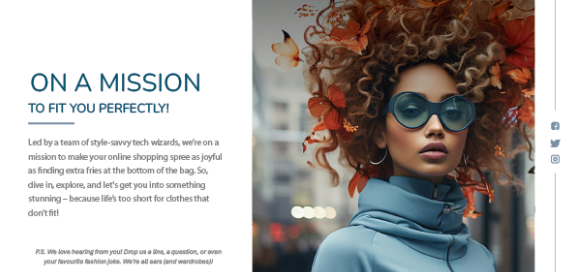 ON A MISSION
TO FIT YOU PERFECTLY!
Led by a team of style-savvy tech wizards, we're on a
mission to make your online shopping spree as joyful
as finding extra fries at the bottom of the bag. So,
dive in, explore, and let's get you into something
stunning – because life's too short for clothes that
don't fit!
P.S. We love hearing from you! Drop us a line, a question, or even
your favourite fashion joke. We're all ears (and wardrobes)!